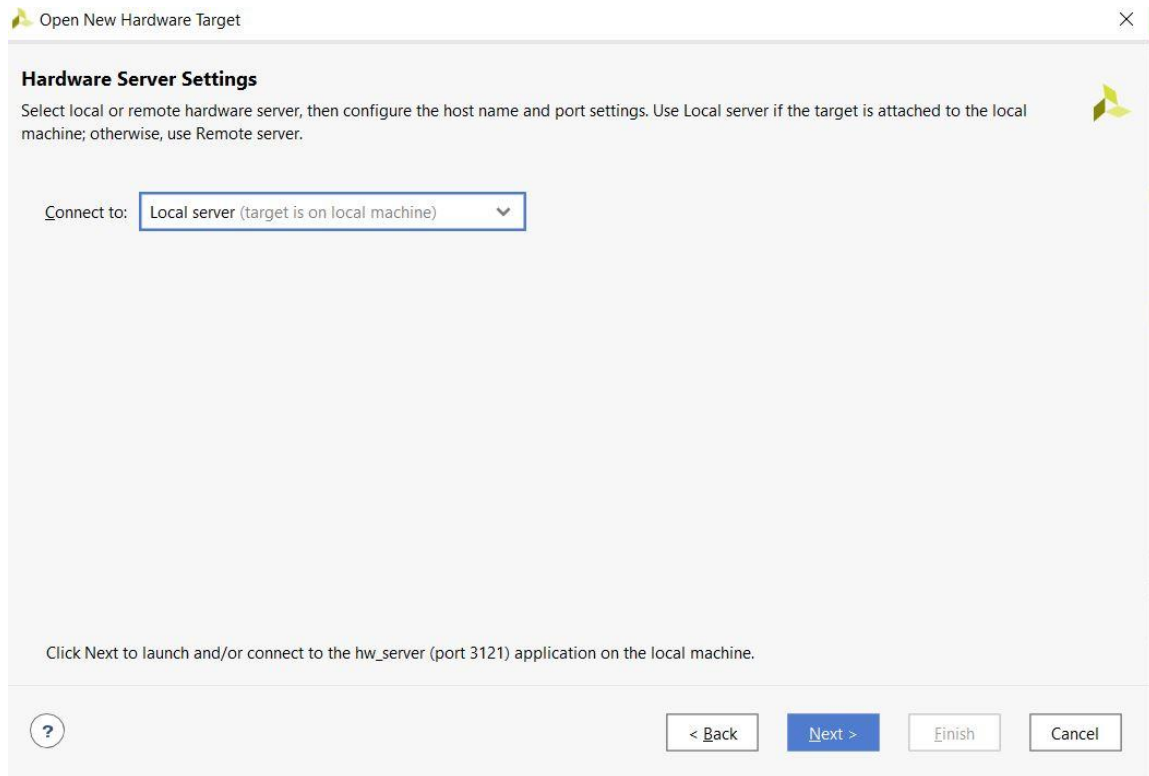 Open New Hardware Target
Hardware Server Settings
Select local or remote hardware server, then configure the host name and port settings. Use Local server if the target is attached to the local
machine; otherwise, use Remote server.
Connect to: Local server (target is on local machine)
Click Next to launch and/or connect to the hw_server (port 3121) application on the local machine.
? < Back Next > Finish Cancel